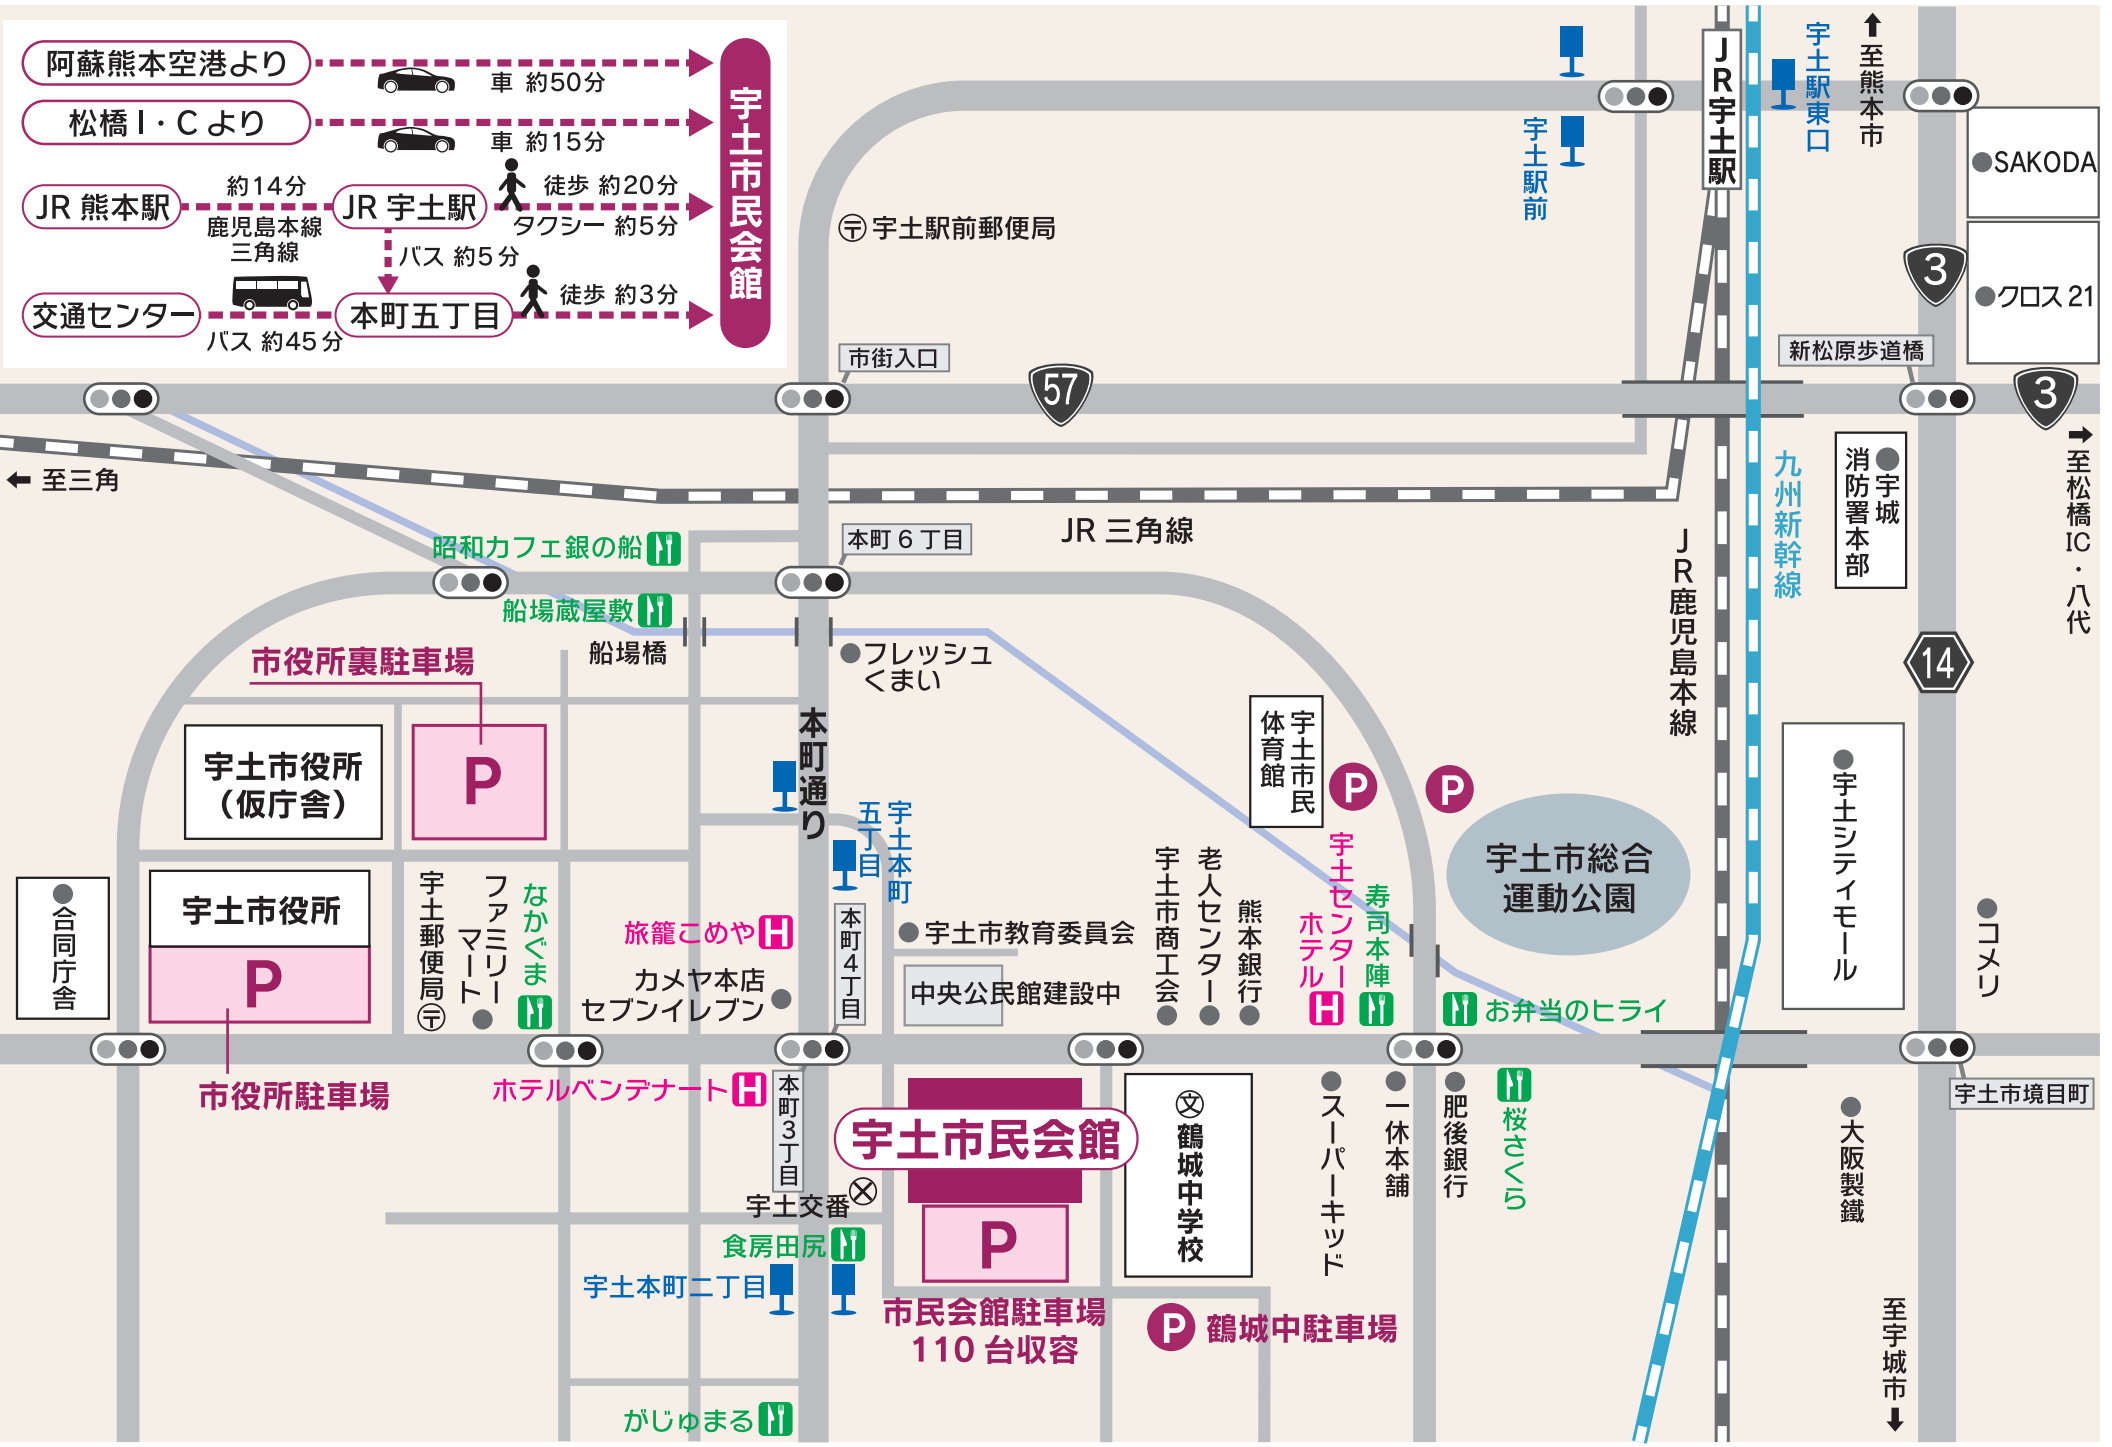 阿蘇熊本空港より
車 約50分
松橋 I・C より
車 約15分
JR 熊本駅
約14分
鹿児島本線
三角線
JR 宇土駅
徒歩 約20分
タクシー 約5分
バス 約5分
交通センター
バス 約45分
本町五丁目
徒歩 約3分
宇土市民会館
宇土駅前
JR宇土駅
宇土駅東口
至熊本市
SAKODA
クロス21
3
〒宇土駅前郵便局
市街入口
57
新松原歩道橋
3
至三角
JR 三角線
昭和カフェ銀の船
本町6丁目
船場蔵屋敷
船場橋
フレッシュ
くまい
JR鹿児島本線
九州新幹線
宇城
消防署本部
至松橋IC・八代
14
市役所裏駐車場
P
宇土市役所
(仮庁舎)
本町通り
宇土本町
五丁目
宇土市民
体育館
P
P
宇土市総合
運動公園
宇土シティモール
コメリ
合同庁舎
宇土市役所
P
市役所駐車場
宇土郵便局〒
ファミリー
マート
なかぐま
旅籠こめや
H
カメヤ本店
セブンイレブン
本町4丁目
宇土市教育委員会
中央公民館建設中
宇土市商工会
老人センター
熊本銀行
宇土センター
ホテル
H
寿司本陣
お弁当のヒライ
ホテルベンデナート
H
本町3丁目
宇土市民会館
文
鶴城中学校
スーパーキッド
一休本舗
肥後銀行
桜さくら
宇土市境目町
大阪製鐵
宇土交番
食房田尻
宇土本町二丁目
P
市民会館駐車場
110台収容
P
鶴城中駐車場
がじゅまる
至宇城市